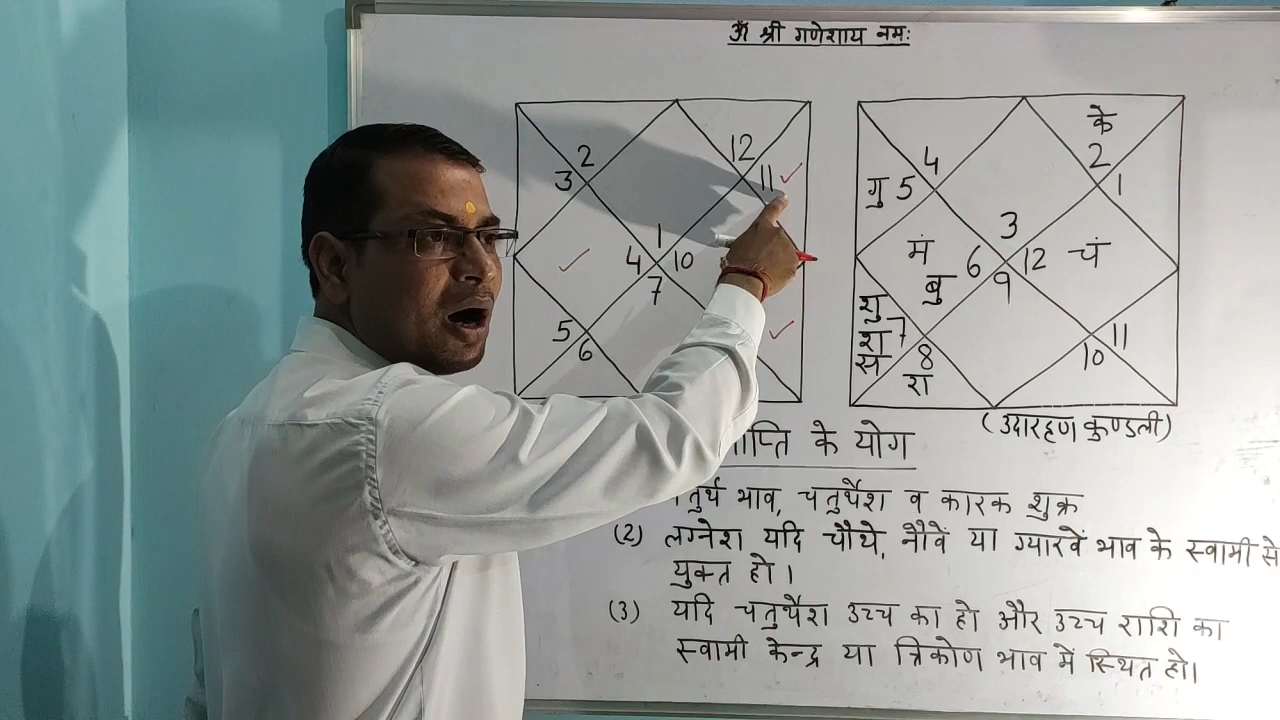 ॐ श्री गणेशाय नमः
2
3
12
11
1
4
10
7
5
6
4
गु 5
के
2
1
3
मं
6
12
चं
बु
9
शु
श 7
स
8
रा
11
10
(उदारहण कुण्डली)
के योग
भाव, चतुर्थेश व कारक शुक्र
(2) लग्नेश यदि चौथे, नौवें या ग्यारवें भाव के स्वामी से
युक्त हो।
(3) यदि चतुर्थेश उच्च का हो और उच्च राशि का
स्वामी केन्द्र या त्रिकोण भाव में स्थित हो।